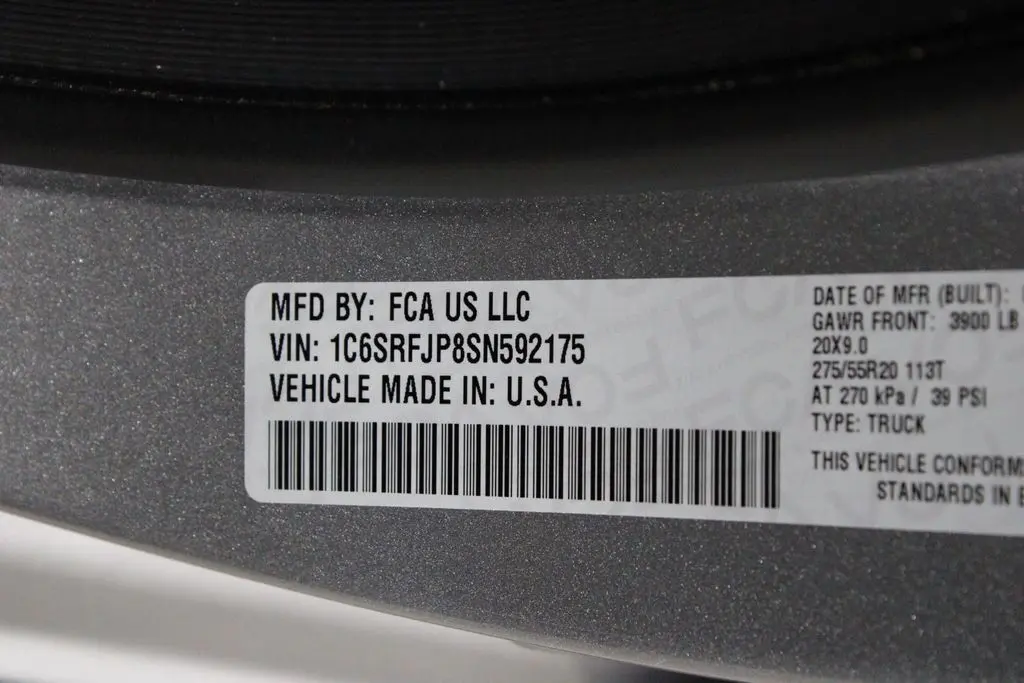 MFD BY: FCA US LLC
VIN: 1C6SRFJP8SN592175
VEHICLE MADE IN: U.S.A.
DATE OF MFR (BUILT):
GAWR FRONT: 3900 LB
20X9.0
275/55R20 113T
AT 270 kPa / 39 PSI
TYPE: TRUCK
THIS VEHICLE CONFORM
STANDARDS IN